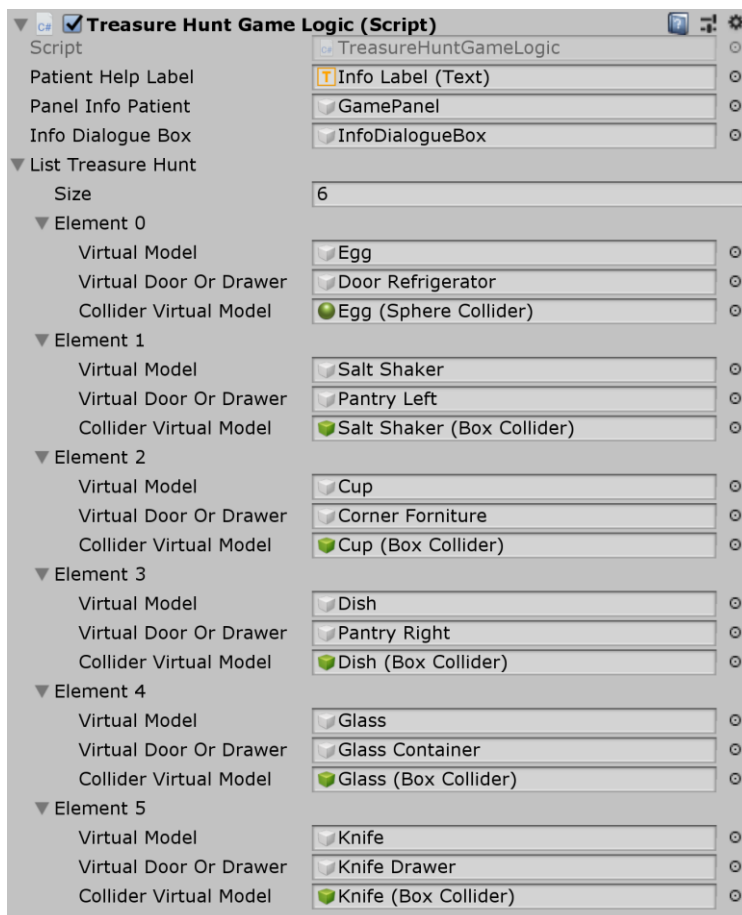 Treasure Hunt Game Logic (Script)
Script TreasureHuntGameLogic
Patient Help Label Info Label (Text)
Panel Info Patient GamePanel
Info Dialogue Box InfoDialogueBox
List Treasure Hunt
Size 6
Element 0
Virtual Model Egg
Virtual Door Or Drawer Door Refrigerator
Collider Virtual Model Egg (Sphere Collider)
Element 1
Virtual Model Salt Shaker
Virtual Door Or Drawer Pantry Left
Collider Virtual Model Salt Shaker (Box Collider)
Element 2
Virtual Model Cup
Virtual Door Or Drawer Corner Forniture
Collider Virtual Model Cup (Box Collider)
Element 3
Virtual Model Dish
Virtual Door Or Drawer Pantry Right
Collider Virtual Model Dish (Box Collider)
Element 4
Virtual Model Glass
Virtual Door Or Drawer Glass Container
Collider Virtual Model Glass (Box Collider)
Element 5
Virtual Model Knife
Virtual Door Or Drawer Knife Drawer
Collider Virtual Model Knife (Box Collider)